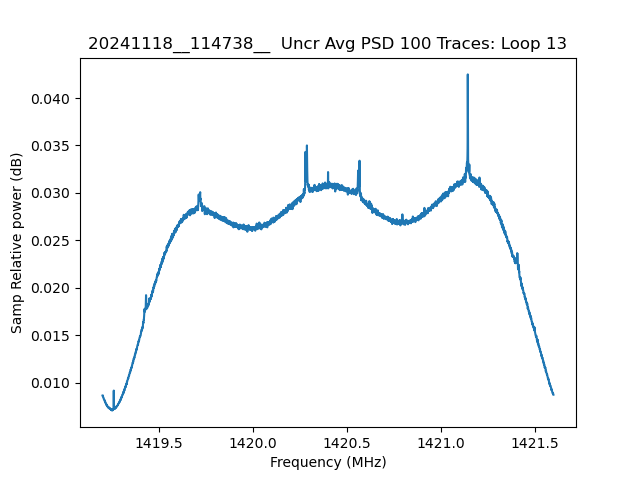 20241118__114738__  Uncr Avg PSD 100 Traces: Loop 13
Samp Relative power (dB)
0.040
0.035
0.030
0.025
0.020
0.015
0.010
1419.5 1420.0 1420.5 1421.0 1421.5
Frequency (MHz)